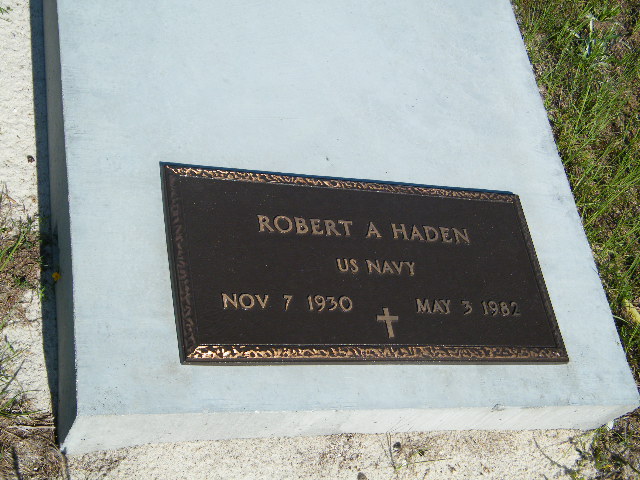 ROBERT A HADEN
US NAVY
NOV 7 1930 MAY 3 1982